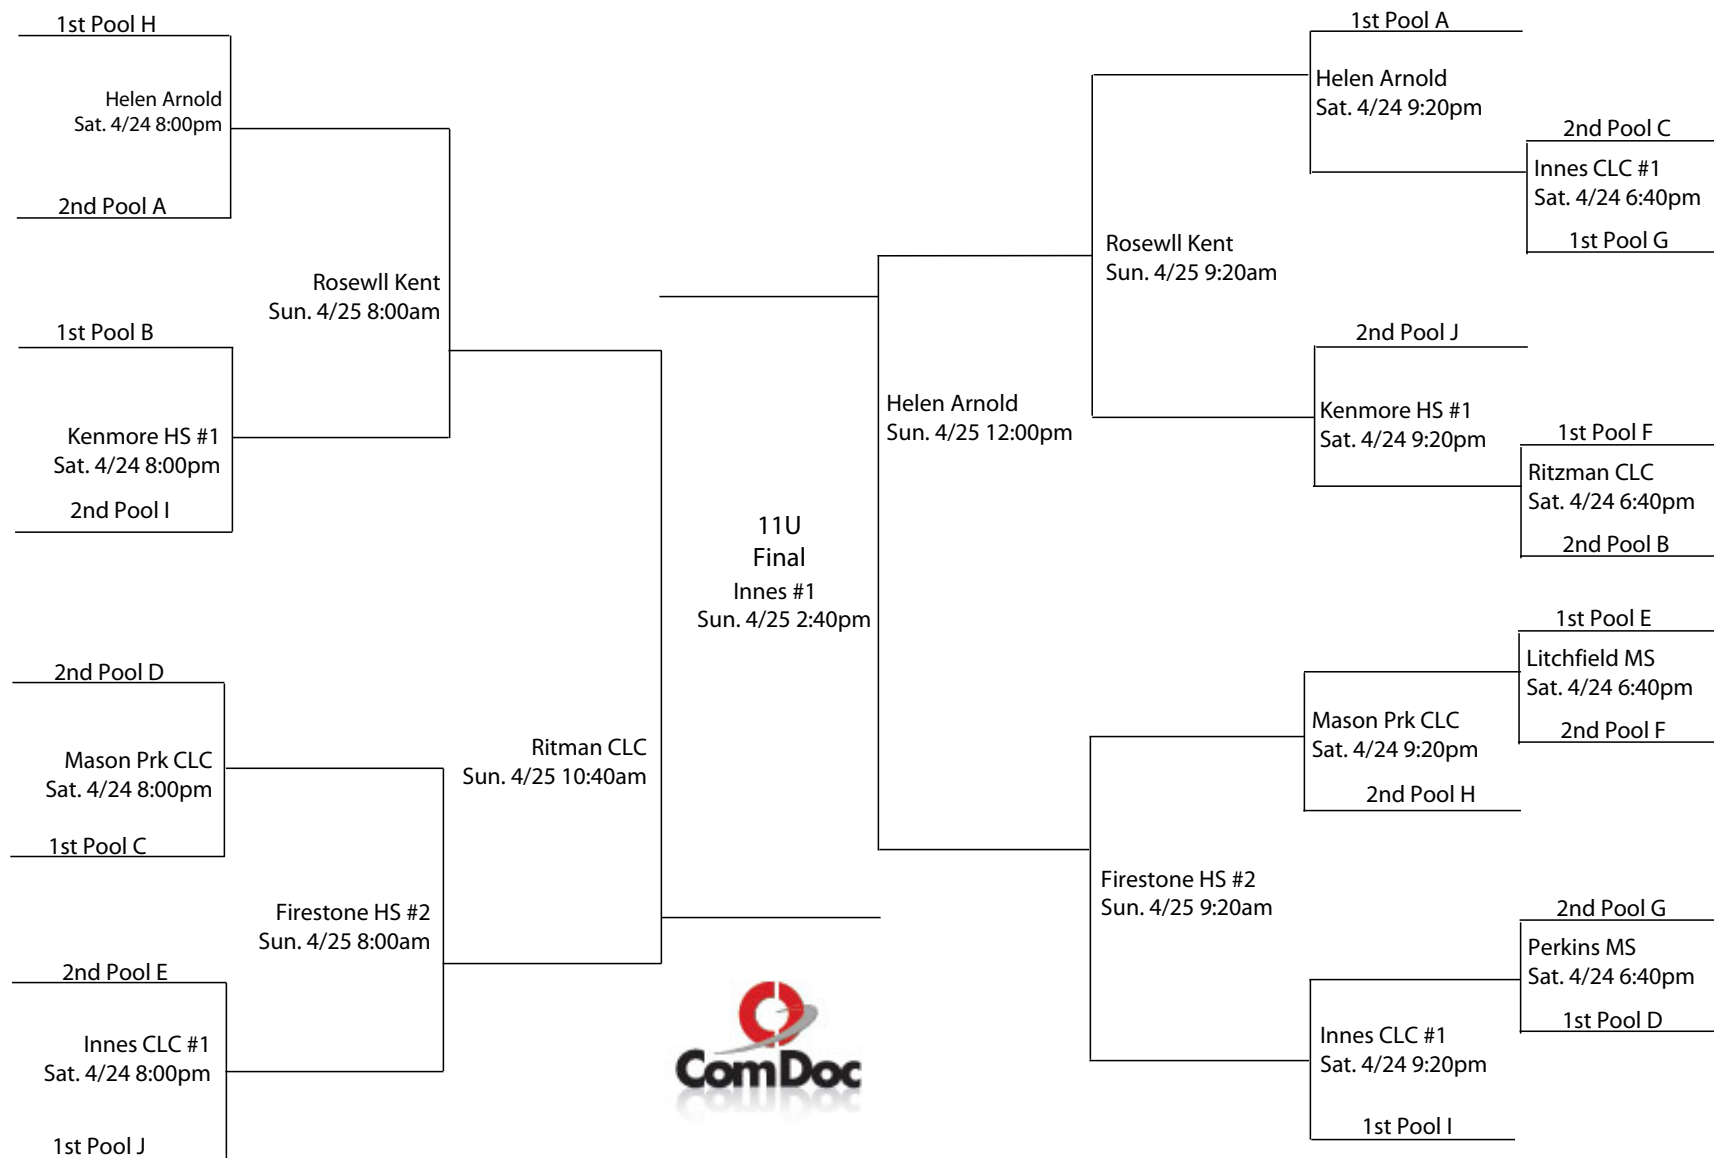 1st Pool H
Helen Arnold
Sat. 4/24 8:00pm
2nd Pool A
Rosewll Kent
Sun. 4/25 8:00am
1st Pool B
Kenmore HS #1
Sat. 4/24 8:00pm
2nd Pool I
2nd Pool D
Mason Prk CLC
Sat. 4/24 8:00pm
1st Pool C
Firestone HS #2
Sun. 4/25 8:00am
2nd Pool E
Innes CLC #1
Sat. 4/24 8:00pm
1st Pool J
Ritman CLC
Sun. 4/25 10:40am
11U
Final
Innes #1
Sun. 4/25 2:40pm
ComDoc
Helen Arnold
Sun. 4/25 12:00pm
1st Pool A
Helen Arnold
Sat. 4/24 9:20pm
2nd Pool C
Innes CLC #1
Sat. 4/24 6:40pm
1st Pool G
Rosewll Kent
Sun. 4/25 9:20am
2nd Pool J
Kenmore HS #1
Sat. 4/24 9:20pm
1st Pool F
Ritzman CLC
Sat. 4/24 6:40pm
2nd Pool B
1st Pool E
Litchfield MS
Sat. 4/24 6:40pm
2nd Pool F
Mason Prk CLC
Sat. 4/24 9:20pm
2nd Pool H
Firestone HS #2
Sun. 4/25 9:20am
2nd Pool G
Perkins MS
Sat. 4/24 6:40pm
1st Pool D
Innes CLC #1
Sat. 4/24 9:20pm
1st Pool I